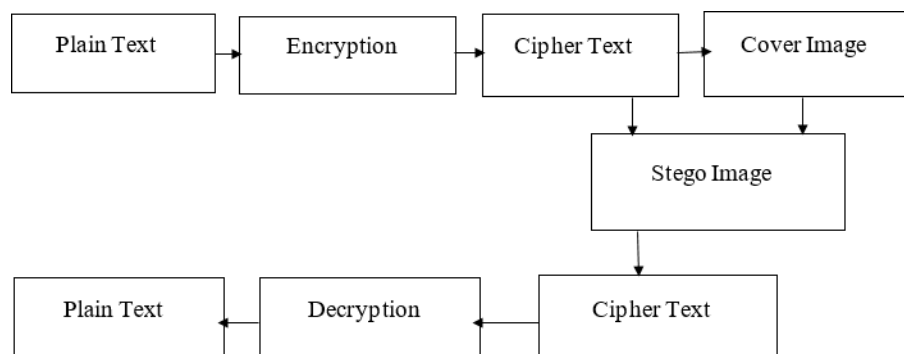 Plain Text
Encryption
Cipher Text
Cover Image
Stego Image
Plain Text
Decryption
Cipher Text